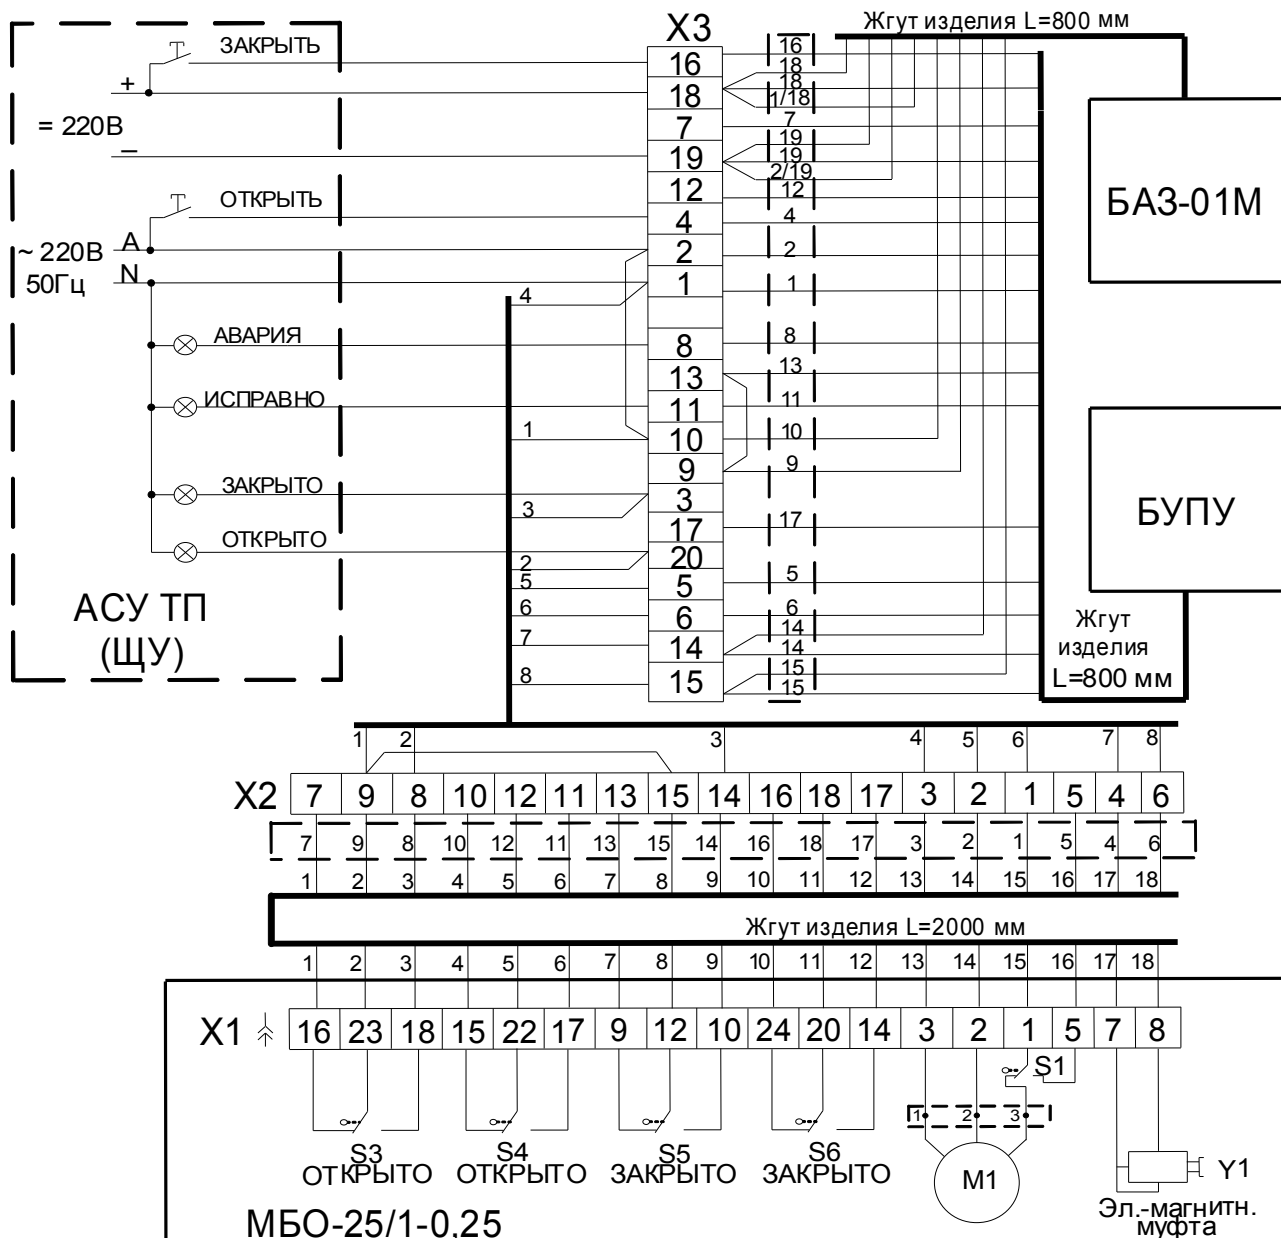 Жгут изделия L=800 мм
X3
ЗАКРЫТЬ
16
16
18
+
18
18
1/18
= 220В
7
7
19
–
19
19
2/19
БАЗ-01М
12
12
ОТКРЫТЬ
4
4
~ 220В
A
2
2
50Гц
N
1
1
4
АВАРИЯ
8
8
13
13
ИСПРАВНО
11
11
1
10
10
9
9
ЗАКРЫТО
3
3
БУПУ
17
17
ОТКРЫТО
20
2
5
5
5
АСУ ТП
(ЩУ)
6
6
6
Жгут
изделия
L=800 мм
7
14
14
14
8
15
15
15
1 2 3 4 5 6 7 8
X2 7 9 8 10 12 11 13 15 14 16 18 17 3 2 1 5 4 6
7 9 8 10 12 11 13 15 14 16 18 17 3 2 1 5 4 6
1 2 3 4 5 6 7 8 9 10 11 12 13 14 15 16 17 18
Жгут изделия L=2000 мм
1 2 3 4 5 6 7 8 9 10 11 12 13 14 15 16 17 18
X1 16 23 18 15 22 17 9 12 10 24 20 14 3 2 1 5 7 8
S1
1 2 3
S3
ОТКРЫТО
S4
ОТКРЫТО
S5
ЗАКРЫТО
S6
ЗАКРЫТО
M1
Y1
Эл.-магнитн.
муфта
МБО-25/1-0,25